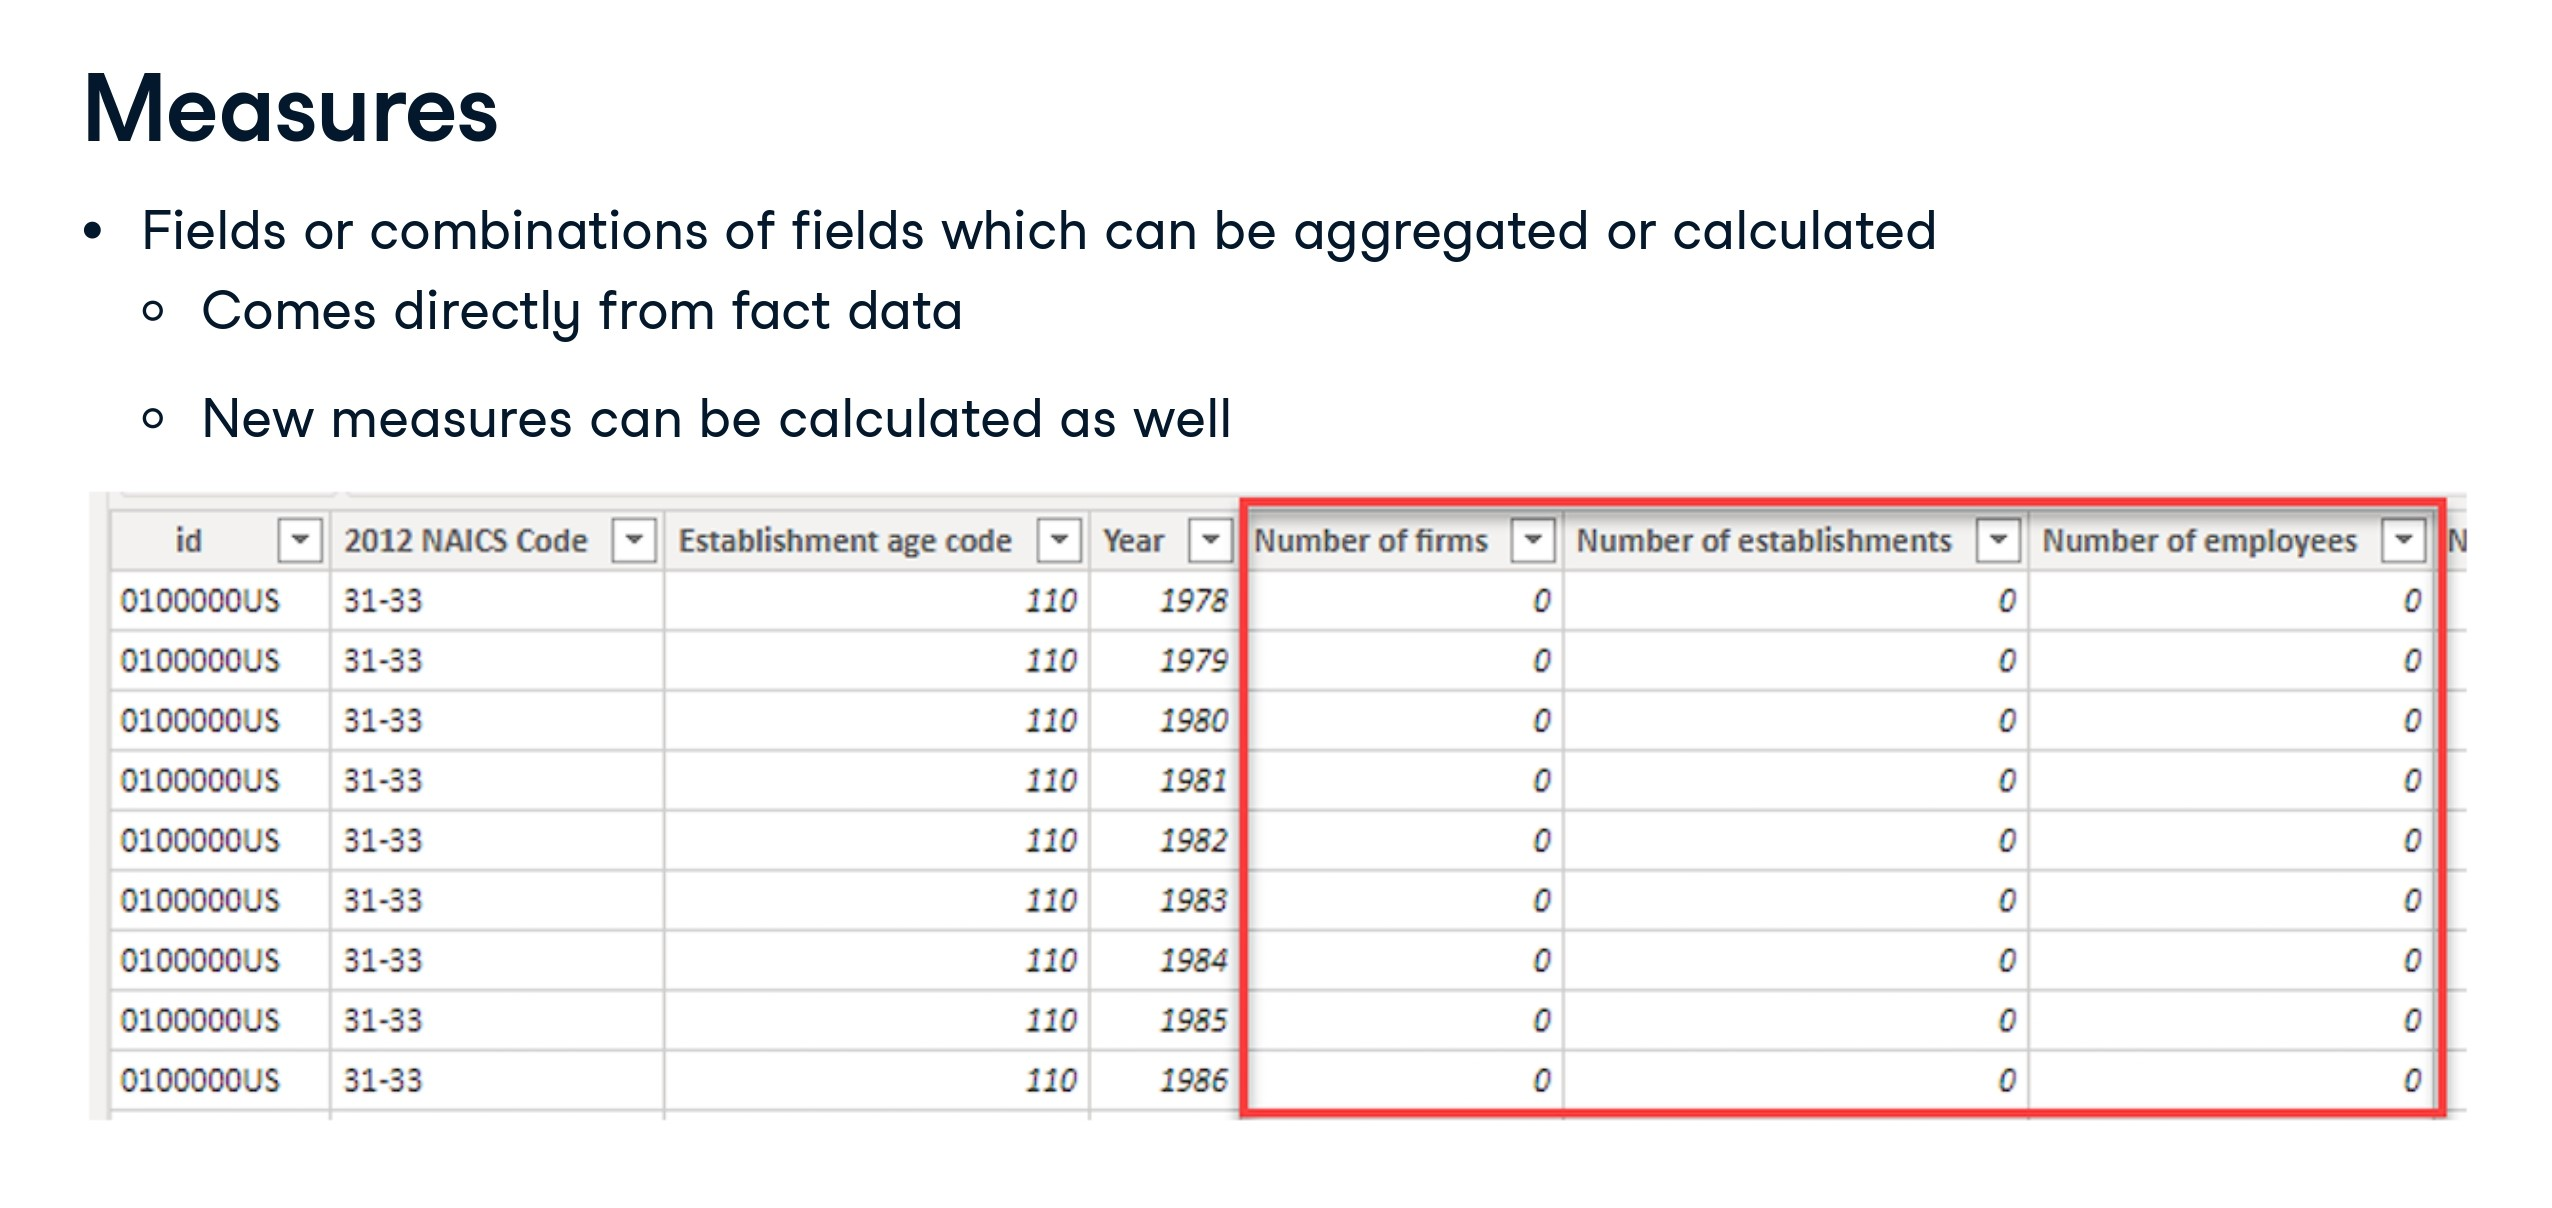 Measures
• Fields or combinations of fields which can be aggregated or calculated
○ Comes directly from fact data
○ New measures can be calculated as well
id 2012 NAICS Code Establishment age code Year Number of firms Number of establishments Number of employees N
0100000US 31-33 110 1978 0 0 0
0100000US 31-33 110 1979 0 0 0
0100000US 31-33 110 1980 0 0 0
0100000US 31-33 110 1981 0 0 0
0100000US 31-33 110 1982 0 0 0
0100000US 31-33 110 1983 0 0 0
0100000US 31-33 110 1984 0 0 0
0100000US 31-33 110 1985 0 0 0
0100000US 31-33 110 1986 0 0 0